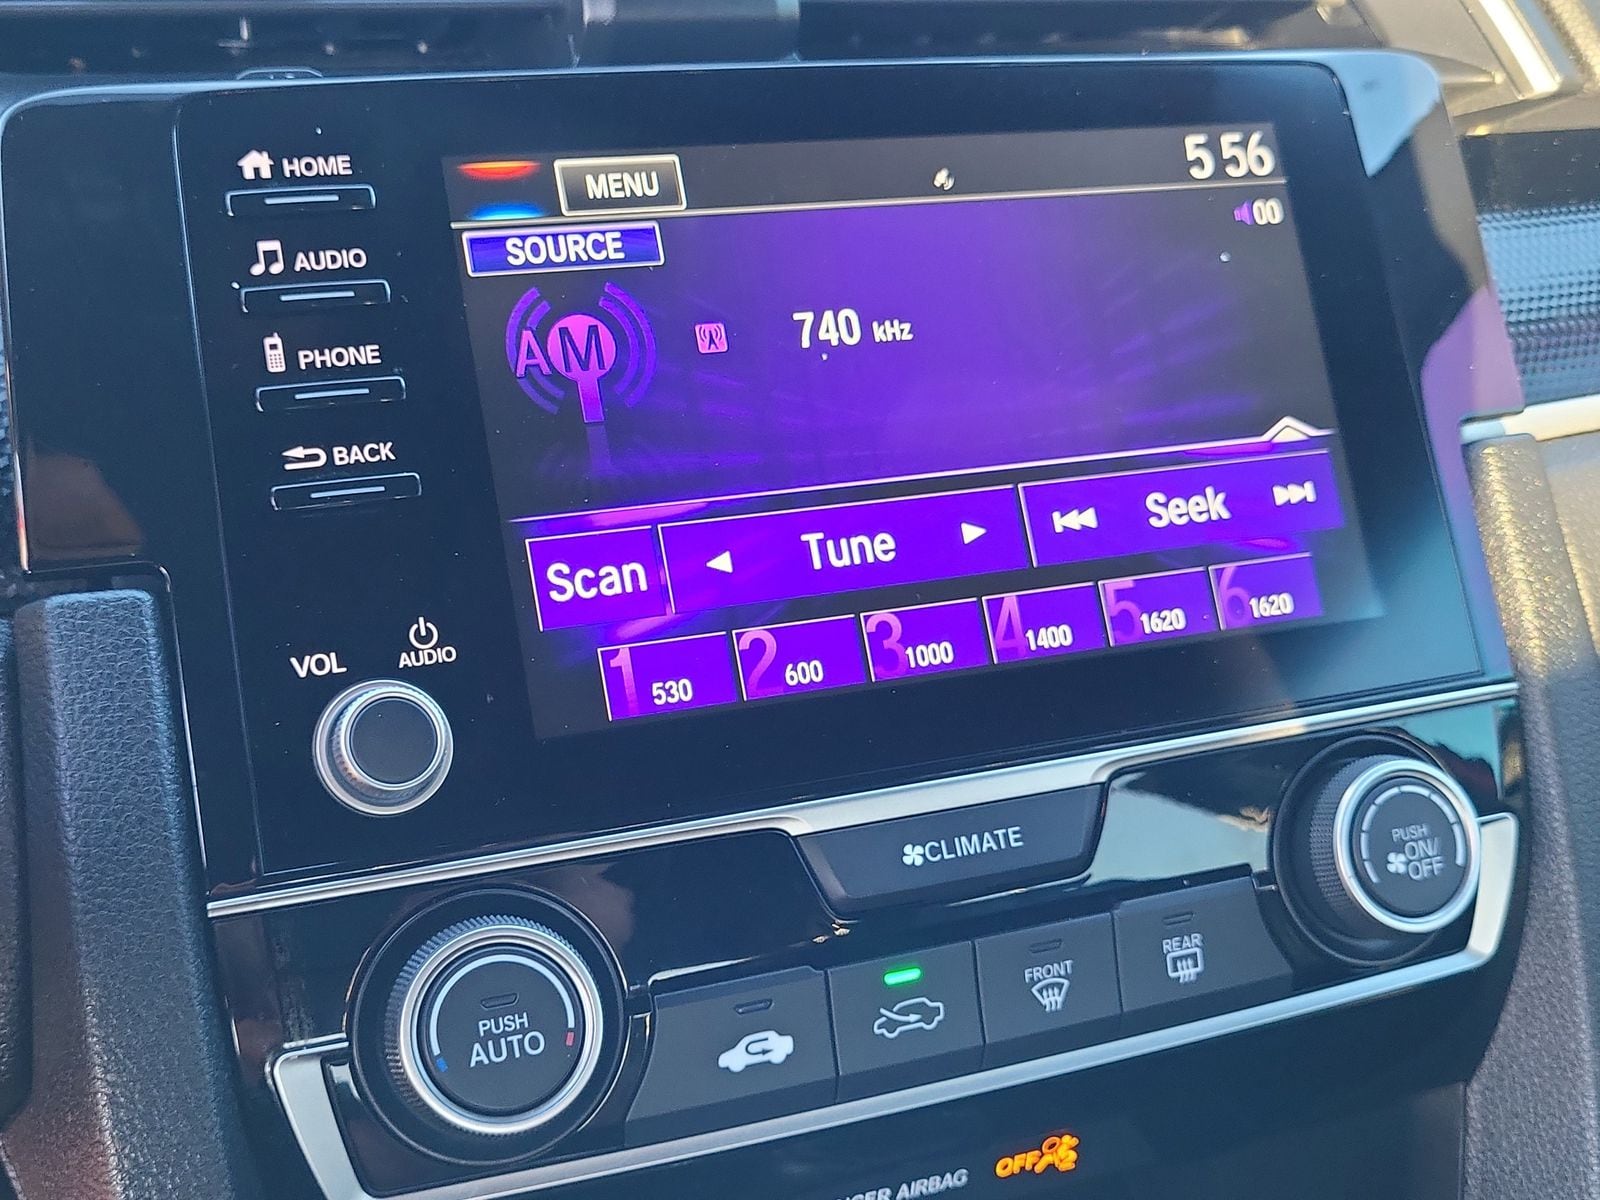 HOME
AUDIO
PHONE
BACK
VOL
AUDIO
MENU
5 56
00
SOURCE
AM
740 kHz
Scan
Tune
Seek
1 530
2 600
3 1000
4 1400
5 1620
6 1620
CLIMATE
PUSH
ON/
OFF
PUSH
AUTO
FRONT
REAR
AIRBAG
OFF